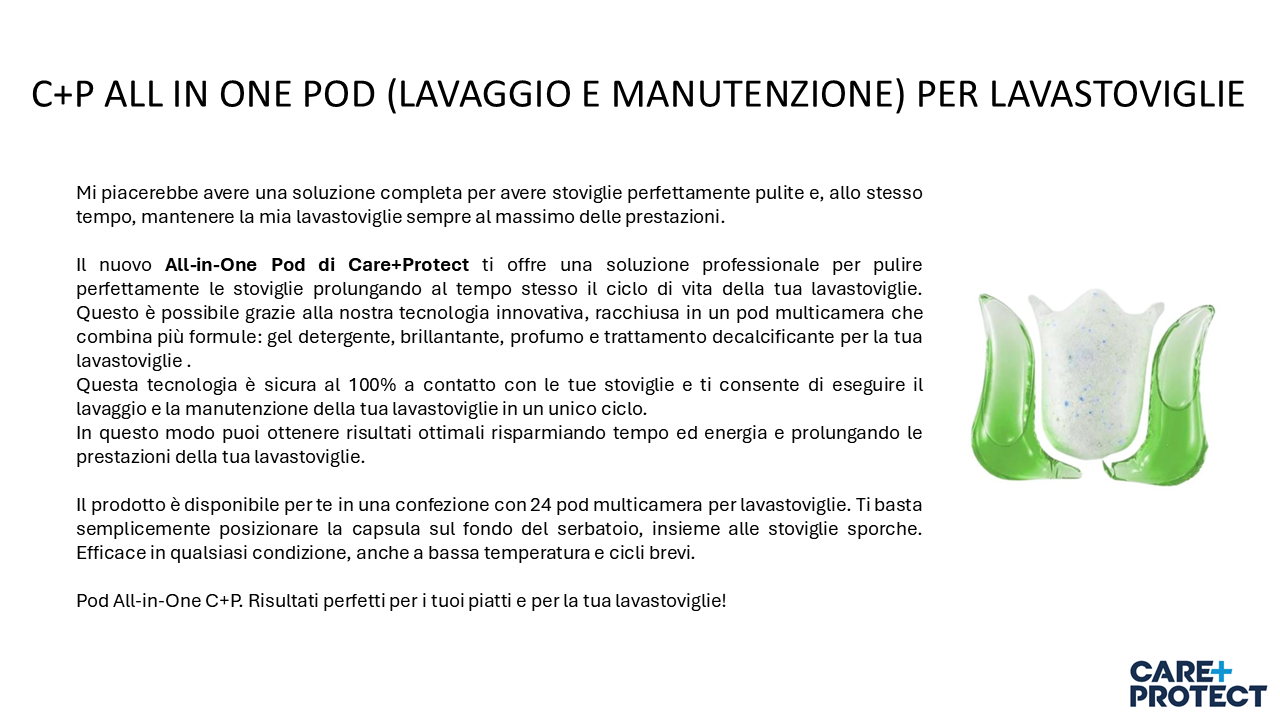 C+P ALL IN ONE POD (LAVAGGIO E MANUTENZIONE) PER LAVASTOVIGLIE
Mi piacerebbe avere una soluzione completa per avere stoviglie perfettamente pulite e, allo stesso
tempo, mantenere la mia lavastoviglie sempre al massimo delle prestazioni.
Il nuovo All-in-One Pod di Care+Protect ti offre una soluzione professionale per pulire
perfettamente le stoviglie prolungando al tempo stesso il ciclo di vita della tua lavastoviglie.
Questo è possibile grazie alla nostra tecnologia innovativa, racchiusa in un pod multicamera che
combina più formule: gel detergente, brillantante, profumo e trattamento decalcificante per la tua
lavastoviglie .
Questa tecnologia è sicura al 100% a contatto con le tue stoviglie e ti consente di eseguire il
lavaggio e la manutenzione della tua lavastoviglie in un unico ciclo.
In questo modo puoi ottenere risultati ottimali risparmiando tempo ed energia e prolungando le
prestazioni della tua lavastoviglie.
Il prodotto è disponibile per te in una confezione con 24 pod multicamera per lavastoviglie. Ti basta
semplicemente posizionare la capsula sul fondo del serbatoio, insieme alle stoviglie sporche.
Efficace in qualsiasi condizione, anche a bassa temperatura e cicli brevi.
Pod All-in-One C+P. Risultati perfetti per i tuoi piatti e per la tua lavastoviglie!
CARE+
PROTECT